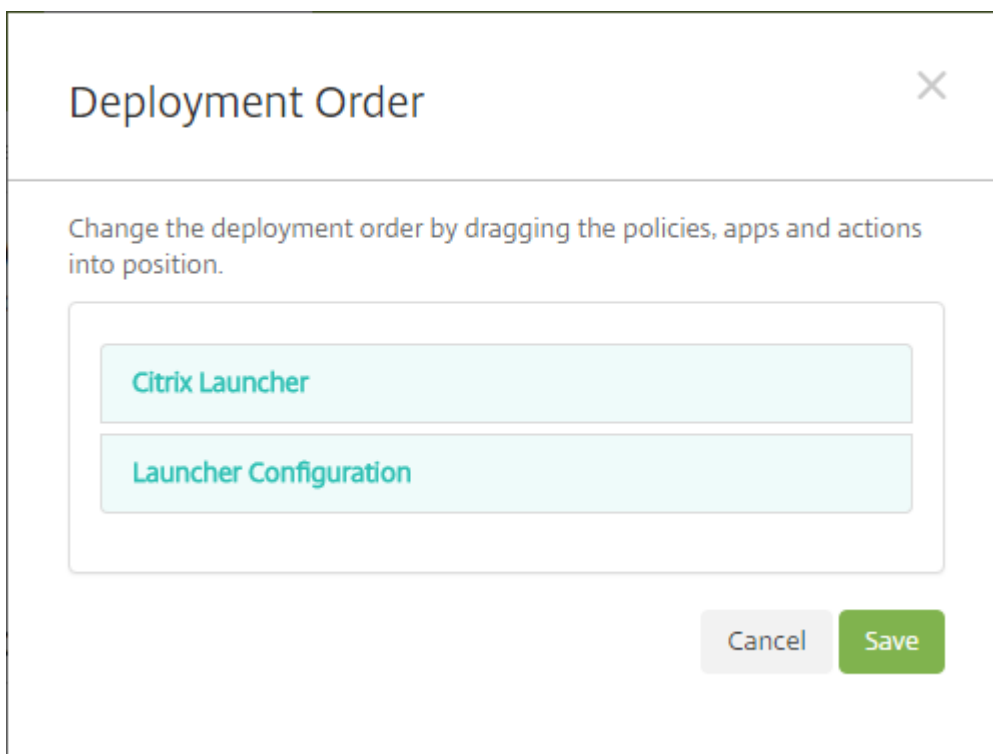 Deployment Order
Change the deployment order by dragging the policies, apps and actions
into position.
Citrix Launcher
Launcher Configuration
Cancel
Save